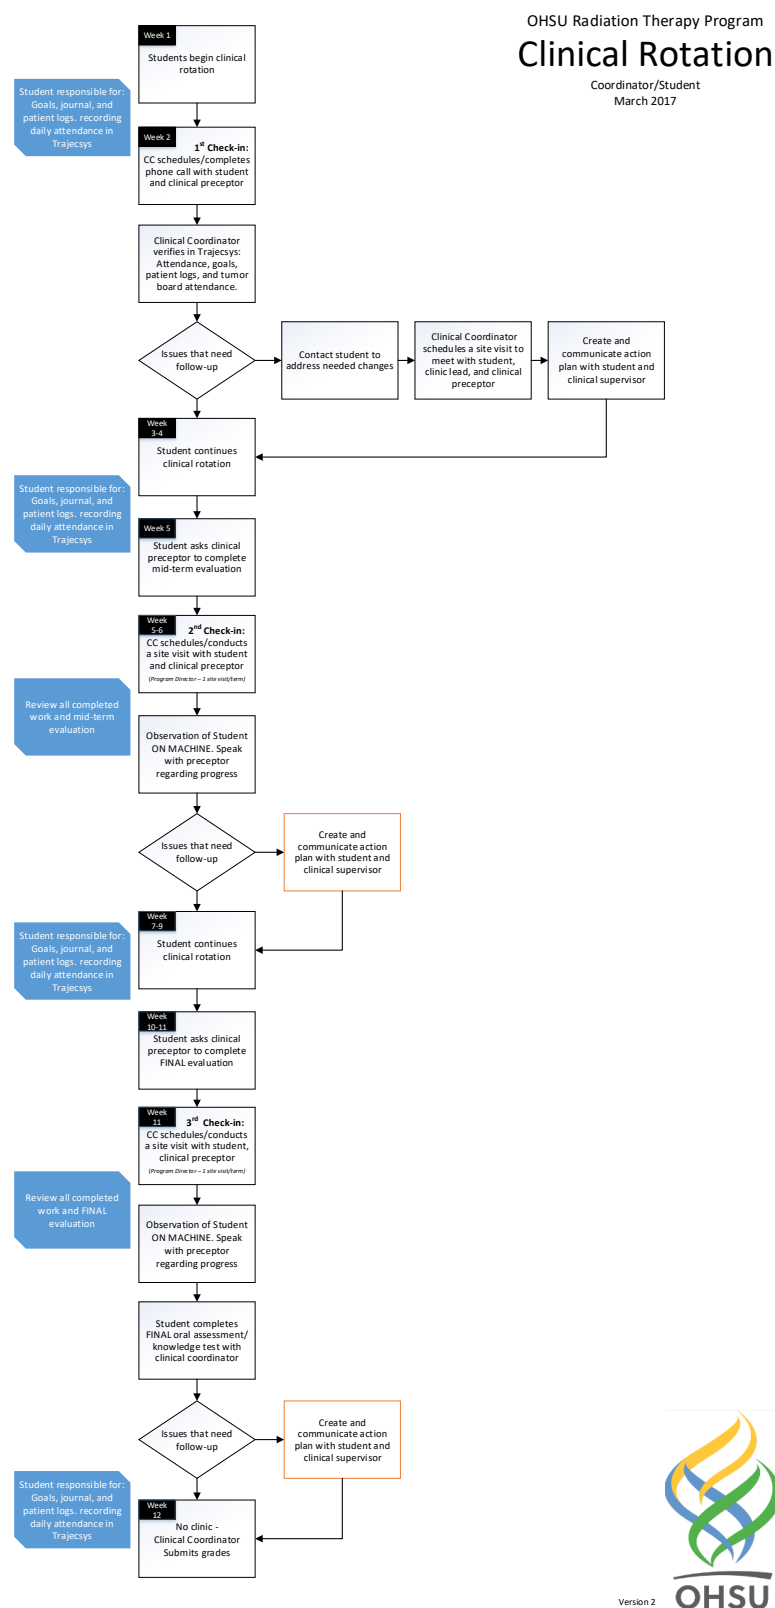 OHSU Radiation Therapy Program
Clinical Rotation
Coordinator/Student
March 2017
Week 1
Students begin clinical
rotation
Student responsible for:
Goals, journal, and
patient logs. recording
daily attendance in
Trajecsys
Week 2
1st Check-in:
CC schedules/completes
phone call with student
and clinical preceptor
Clinical Coordinator
verifies in Trajecsys:
Attendance, goals,
patient logs, and tumor
board attendance.
Issues that need
follow-up
Contact student to
address needed changes
Clinical Coordinator
schedules a site visit to
meet with student,
clinic lead, and clinical
preceptor
Create and
communicate action
plan with student and
clinical supervisor
Week
3-4
Student continues
clinical rotation
Student responsible for:
Goals, journal, and
patient logs. recording
daily attendance in
Trajecsys
Week 5
Student asks clinical
preceptor to complete
mid-term evaluation
Week
5-6
2nd Check-in:
CC schedules/conducts
a site visit with student
and clinical preceptor
(Program Director – 1 site visit/term)
Review all completed
work and mid-term
evaluation
Observation of Student
ON MACHINE. Speak
with preceptor
regarding progress
Issues that need
follow-up
Create and
communicate action
plan with student and
clinical supervisor
Week
7-9
Student continues
clinical rotation
Student responsible for:
Goals, journal, and
patient logs. recording
daily attendance in
Trajecsys
Week
10-11
Student asks clinical
preceptor to complete
FINAL evaluation
Week
11
3rd Check-in:
CC schedules/conducts
a site visit with student,
clinical preceptor
(Program Director – 1 site visit/term)
Review all completed
work and FINAL
evaluation
Observation of Student
ON MACHINE. Speak
with preceptor
regarding progress
Student completes
FINAL oral assessment/
knowledge test with
clinical coordinator
Issues that need
follow-up
Create and
communicate action
plan with student and
clinical supervisor
Student responsible for:
Goals, journal, and
patient logs. recording
daily attendance in
Trajecsys
Week
12
No clinic -
Clinical Coordinator
Submits grades
Version 2
OHSU